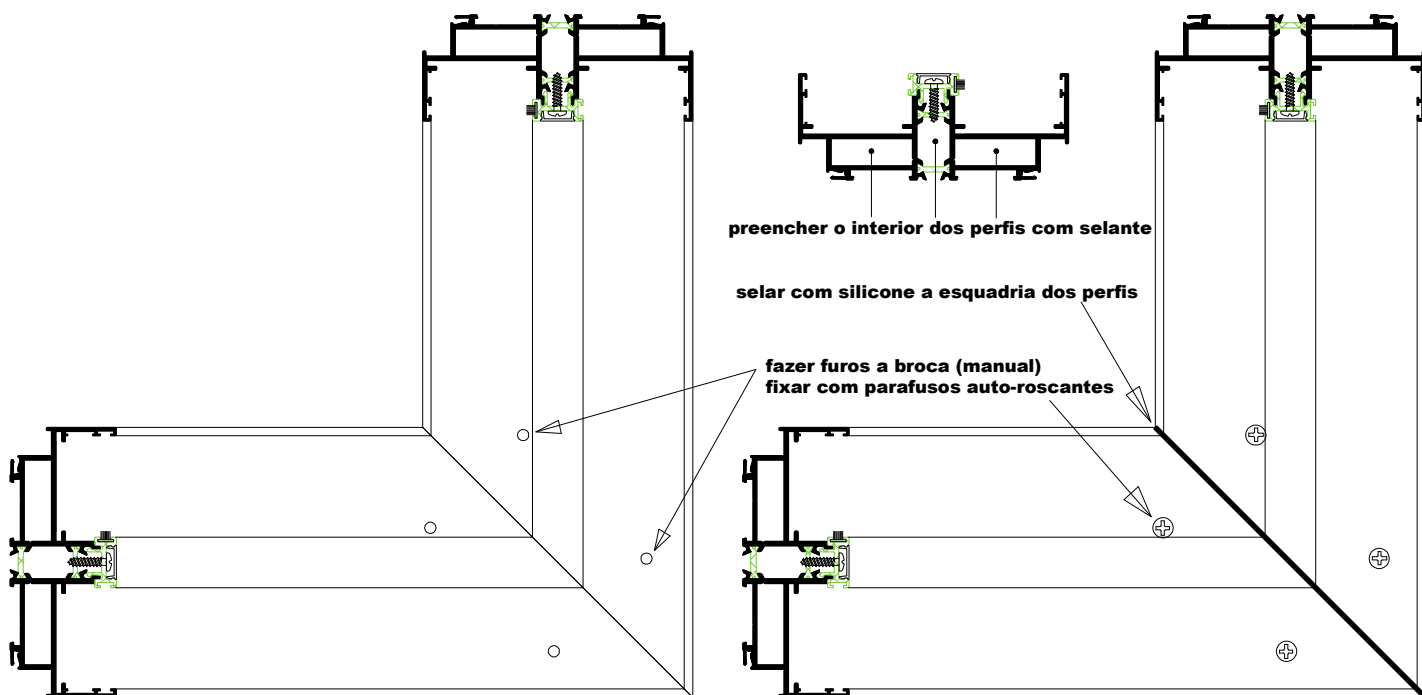 preencher o interior dos perfis com selante
selar com silicone a esquadria dos perfis
fazer furos a broca (manual)
fixar com parafusos auto-roscantes